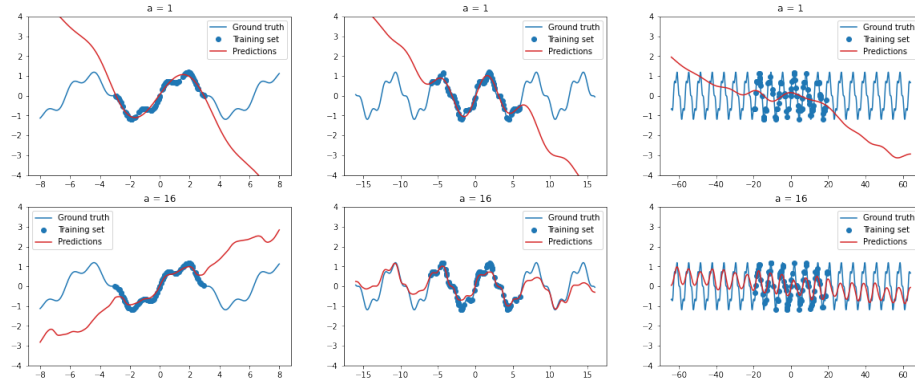 a = 1
4
3
2
1
0
−1
−2
−3
−4
−8 −6 −4 −2 0 2 4 6 8
Ground truth
Training set
Predictions
a = 1
4
3
2
1
0
−1
−2
−3
−4
−15 −10 −5 0 5 10 15
Ground truth
Training set
Predictions
a = 1
4
3
2
1
0
−1
−2
−3
−4
−60 −40 −20 0 20 40 60
Ground truth
Training set
Predictions
a = 16
4
3
2
1
0
−1
−2
−3
−4
−8 −6 −4 −2 0 2 4 6 8
Ground truth
Training set
Predictions
a = 16
4
3
2
1
0
−1
−2
−3
−4
−15 −10 −5 0 5 10 15
Ground truth
Training set
Predictions
a = 16
4
3
2
1
0
−1
−2
−3
−4
−60 −40 −20 0 20 40 60
Ground truth
Training set
Predictions